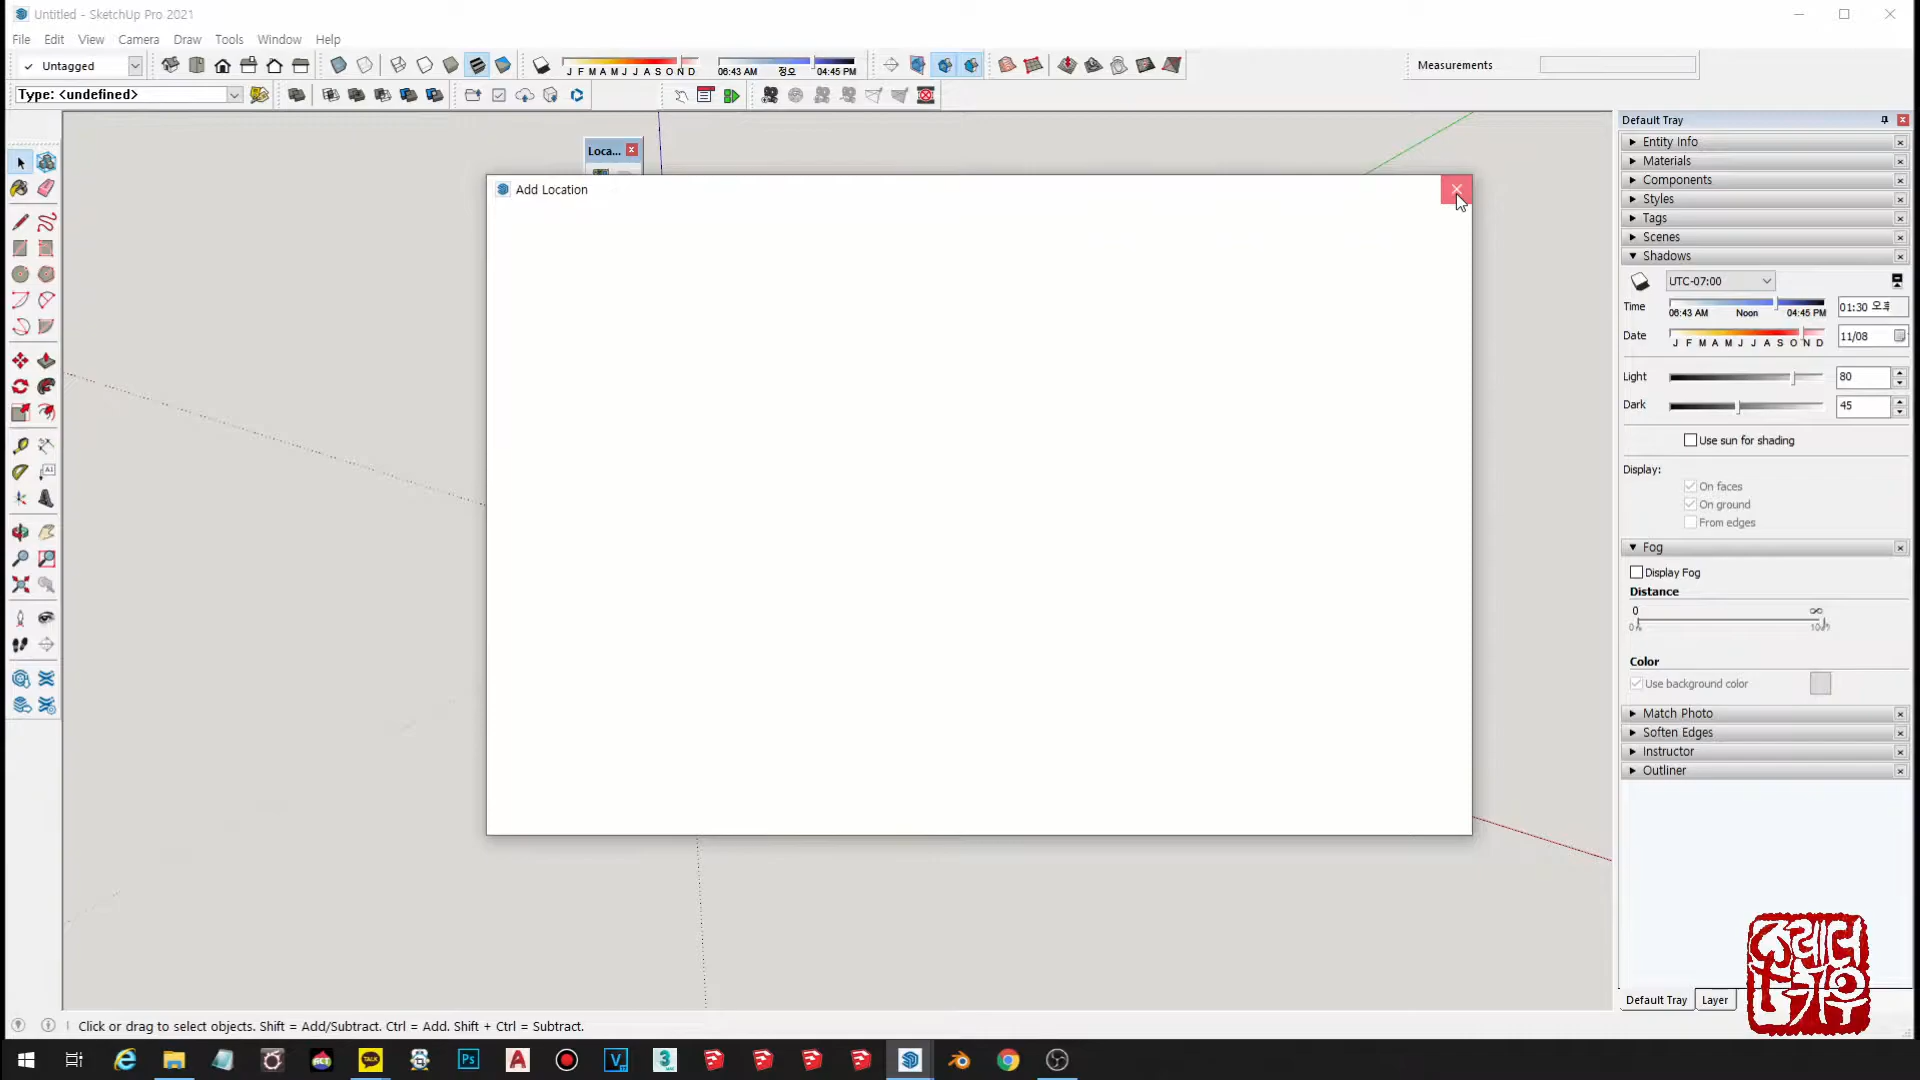 Untitled - SketchUp Pro 2021
File Edit View Camera Draw Tools Window Help
Untagged
J F M A M J J A S O N D
06:43 AM 정오 04:45 PM
Measurements
Type: <undefined>
Default Tray
Loca...
Entity Info
Materials
Add Location
Components
Styles
Tags
Scenes
Shadows
UTC-07:00
Time
06:43 AM Noon 04:45 PM
01:30 오후
Date
J F M A M J J A S O N D
11/08
Light
80
Dark
45
Use sun for shading
Display:
On faces
On ground
From edges
Fog
Display Fog
Distance
0 ∞
Color
Use background color
Match Photo
Soften Edges
Instructor
Outliner
Default Tray Layer
Click or drag to select objects. Shift = Add/Subtract. Ctrl = Add. Shift + Ctrl = Subtract.
TALK
Ps
A
V
3